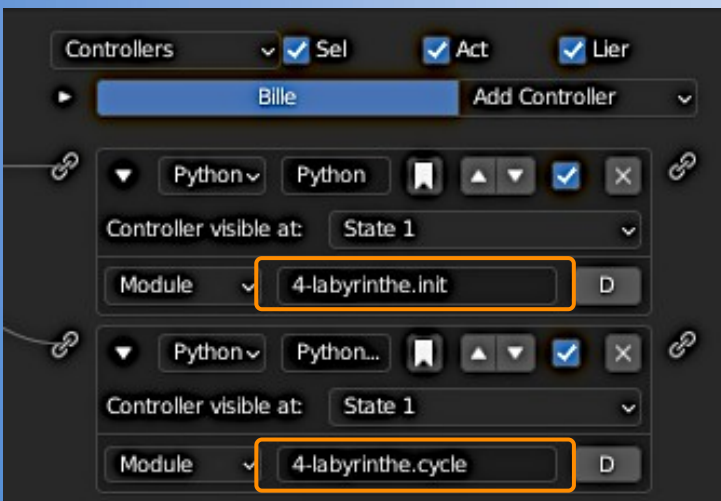 Controllers Sel Act Lier
Bille Add Controller
Python Python
Controller visible at: State 1
Module 4-labyrinthe.init D
Python Python...
Controller visible at: State 1
Module 4-labyrinthe.cycle D